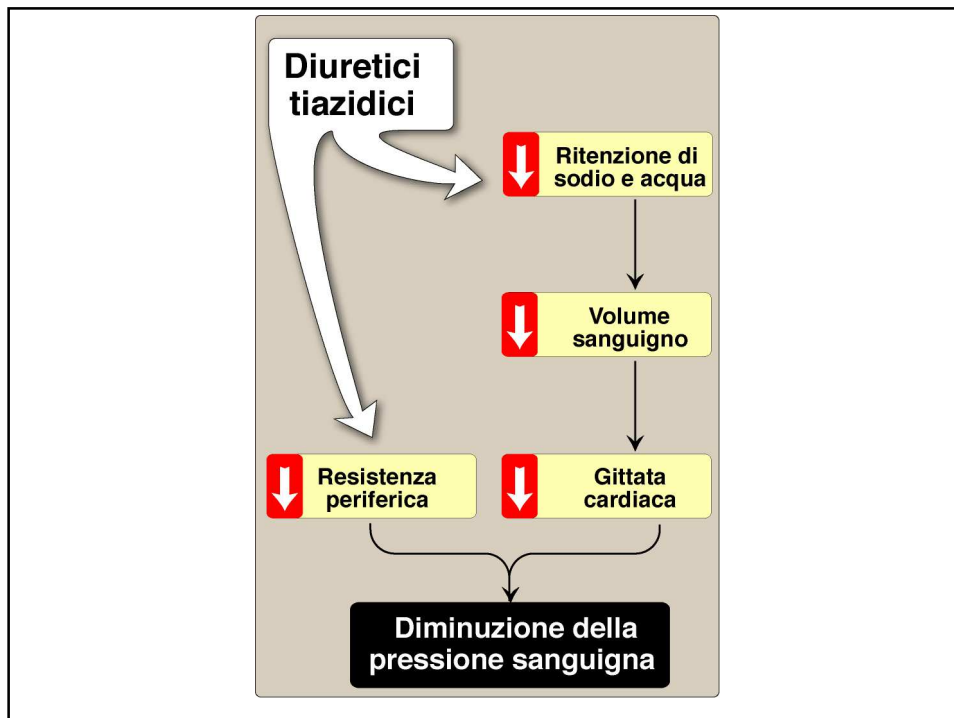 Diuretici
tiazidici
Ritenzione di
sodio e acqua
Volume
sanguigno
Resistenza
periferica
Gittata
cardiaca
Diminuzione della
pressione sanguigna